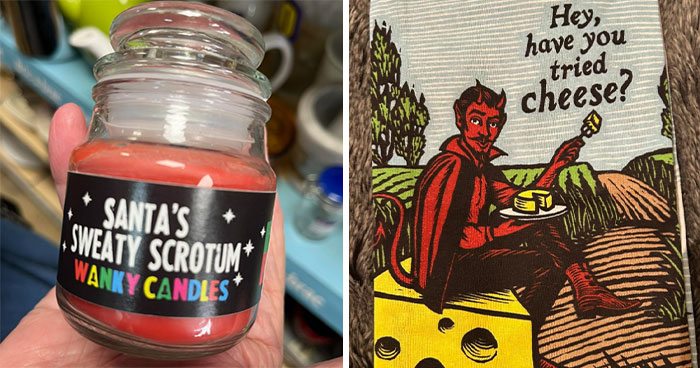 SANTA'S
SWEATY SCROTUM
WANKY CANDLES
Hey,
have you
tried
cheese?